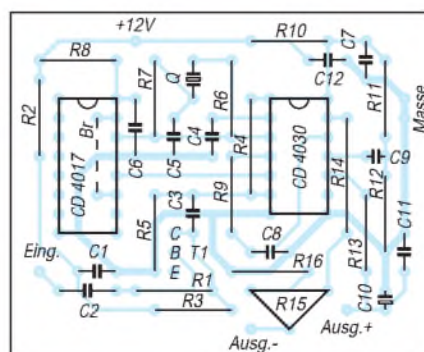 +12V
R10
C7
R8
R7
Q
R6
C12
R11
Masse
R2
Br
CD 4017
C6
C5
C4
R4
CD 4030
R14
C9
R12
R9
C3
R5
C
B T1
E
C8
R13
C11
Eing.
C1
R16
C2
R1
R3
R15
C10
Ausg.-
Ausg.+